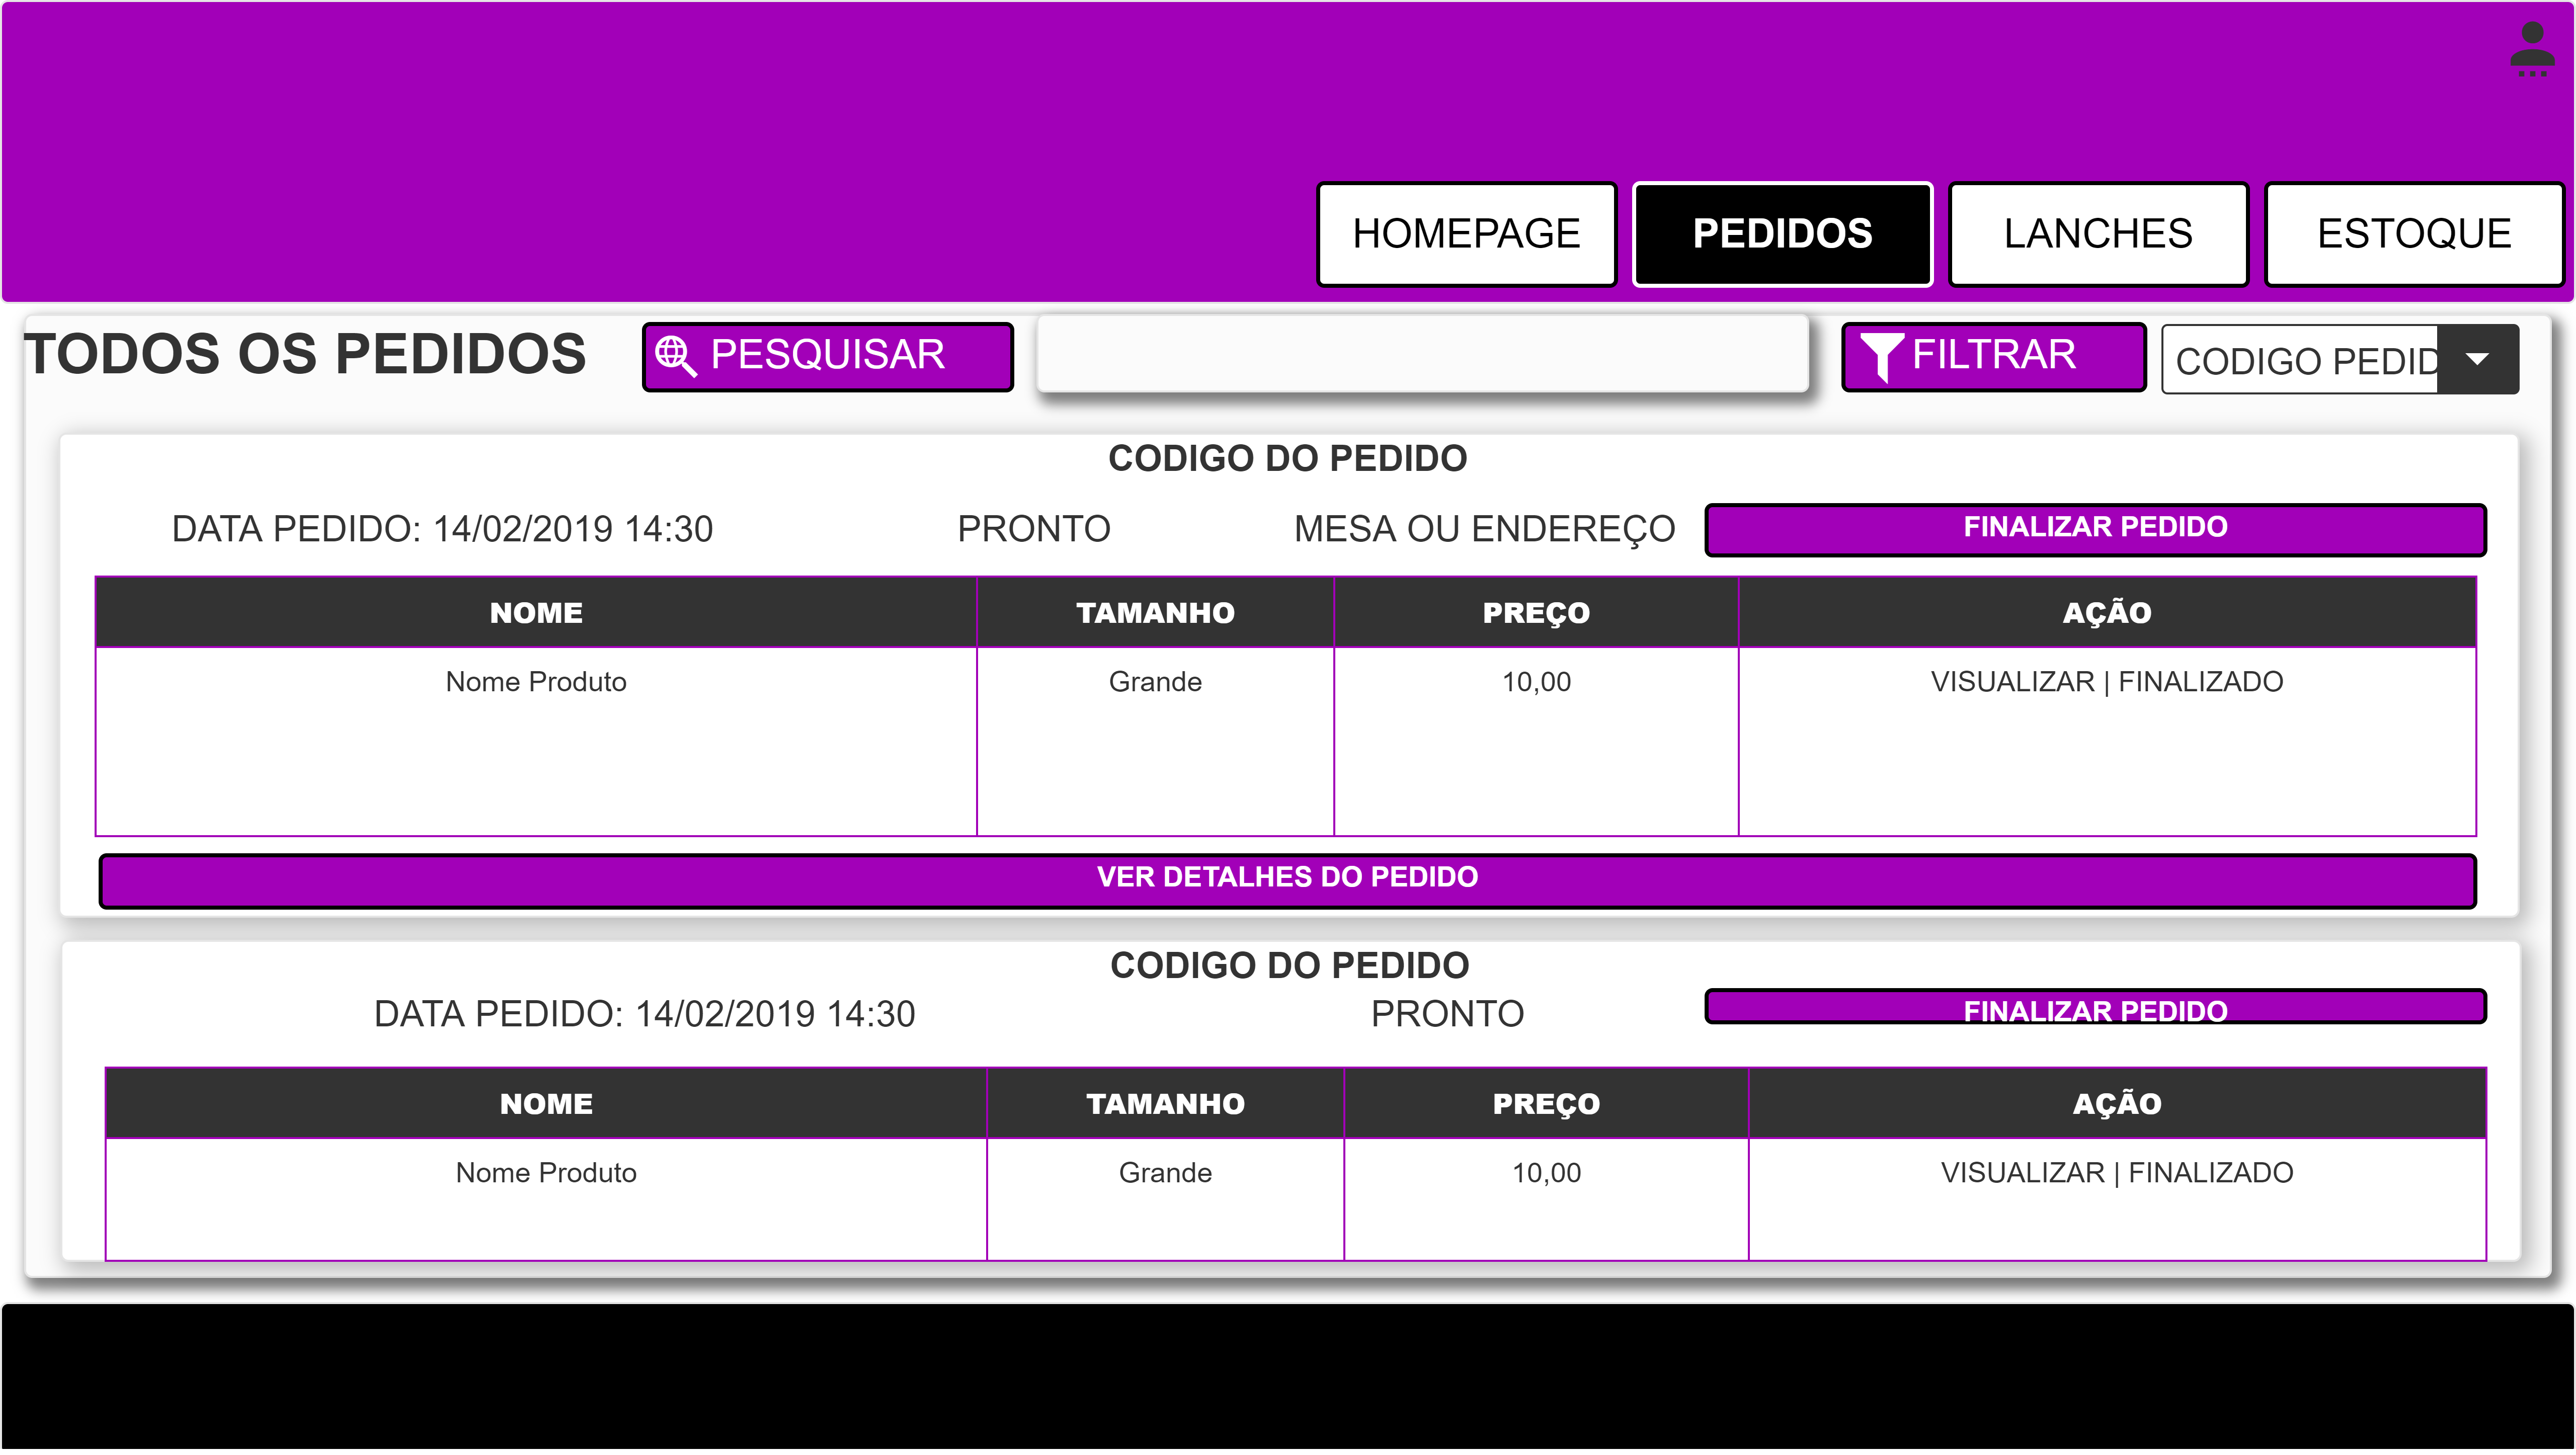 HOMEPAGE PEDIDOS LANCHES ESTOQUE
TODOS OS PEDIDOS PESQUISAR FILTRAR CODIGO PEDID
CODIGO DO PEDIDO
DATA PEDIDO: 14/02/2019 14:30 PRONTO MESA OU ENDEREÇO FINALIZAR PEDIDO
NOME TAMANHO PREÇO AÇÃO
Nome Produto Grande 10,00 VISUALIZAR | FINALIZADO
VER DETALHES DO PEDIDO
CODIGO DO PEDIDO
DATA PEDIDO: 14/02/2019 14:30 PRONTO FINALIZAR PEDIDO
NOME TAMANHO PREÇO AÇÃO
Nome Produto Grande 10,00 VISUALIZAR | FINALIZADO